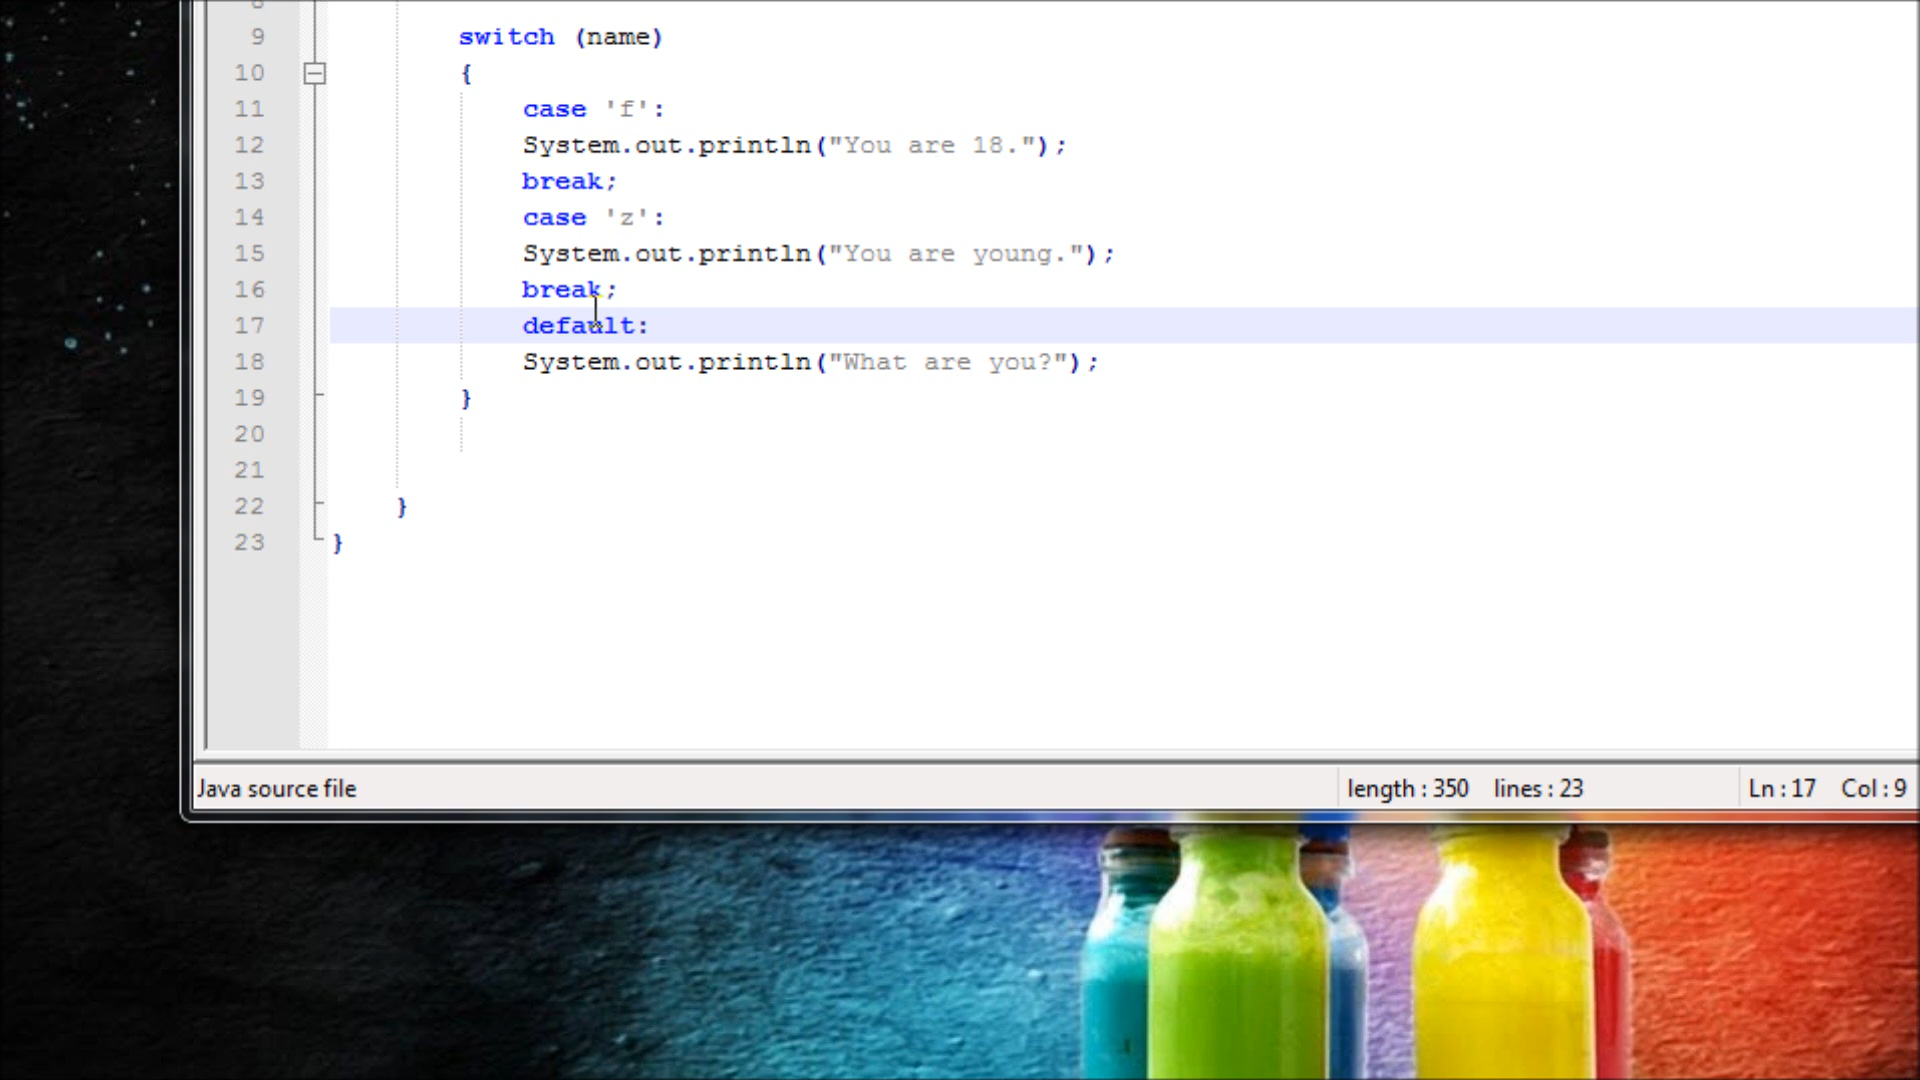 9 switch (name)
10 {
11 case 'f':
12 System.out.println("You are 18.");
13 break;
14 case 'z':
15 System.out.println("You are young.");
16 break;
17 default:
18 System.out.println("What are you?");
19 }
20
21
22 }
23 }
Java source file length : 350 lines : 23 Ln : 17 Col : 9